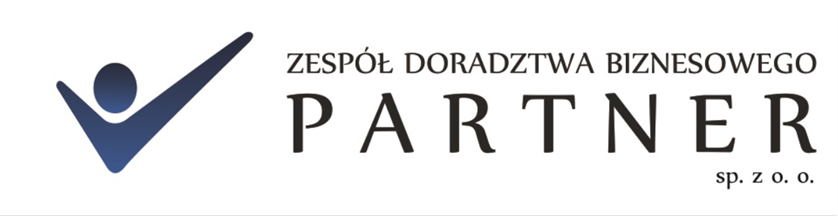 ZESPÓŁ DORADZTWA BIZNESOWEGO
PARTNER
sp. z o. o.